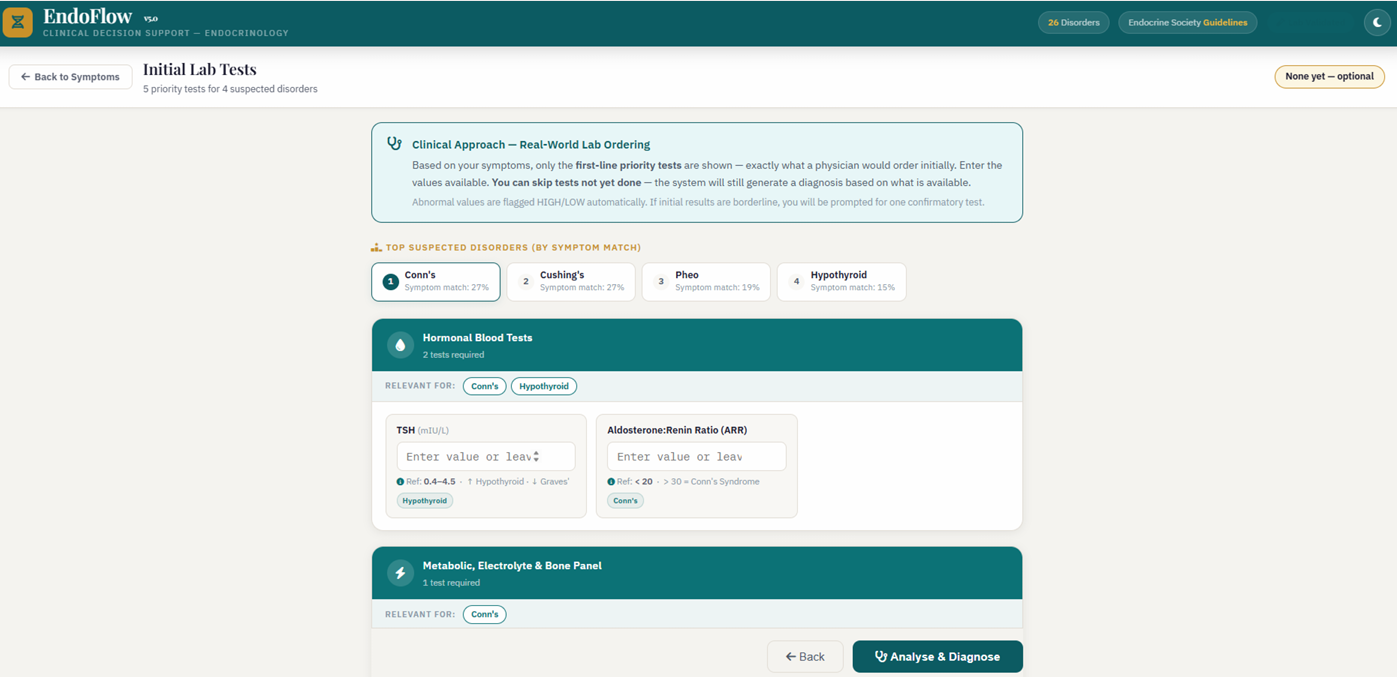 EndoFlow v5.0
CLINICAL DECISION SUPPORT — ENDOCRINOLOGY
26 Disorders
Endocrine Society Guidelines
Back to Symptoms
Initial Lab Tests
5 priority tests for 4 suspected disorders
None yet — optional
Clinical Approach — Real-World Lab Ordering
Based on your symptoms, only the first-line priority tests are shown — exactly what a physician would order initially. Enter the
values available. You can skip tests not yet done — the system will still generate a diagnosis based on what is available.
Abnormal values are flagged HIGH/LOW automatically. If initial results are borderline, you will be prompted for one confirmatory test.
TOP SUSPECTED DISORDERS (BY SYMPTOM MATCH)
1 Conn's
Symptom match: 27%
2 Cushing's
Symptom match: 27%
3 Pheo
Symptom match: 19%
4 Hypothyroid
Symptom match: 15%
Hormonal Blood Tests
2 tests required
RELEVANT FOR: Conn's Hypothyroid
TSH (mIU/L)
Enter value or leav
Ref: 0.4–4.5 · ↑ Hypothyroid · ↓ Graves'
Hypothyroid
Aldosterone:Renin Ratio (ARR)
Enter value or leav
Ref: < 20 · > 30 = Conn's Syndrome
Conn's
Metabolic, Electrolyte & Bone Panel
1 test required
RELEVANT FOR: Conn's
Back
Analyse & Diagnose